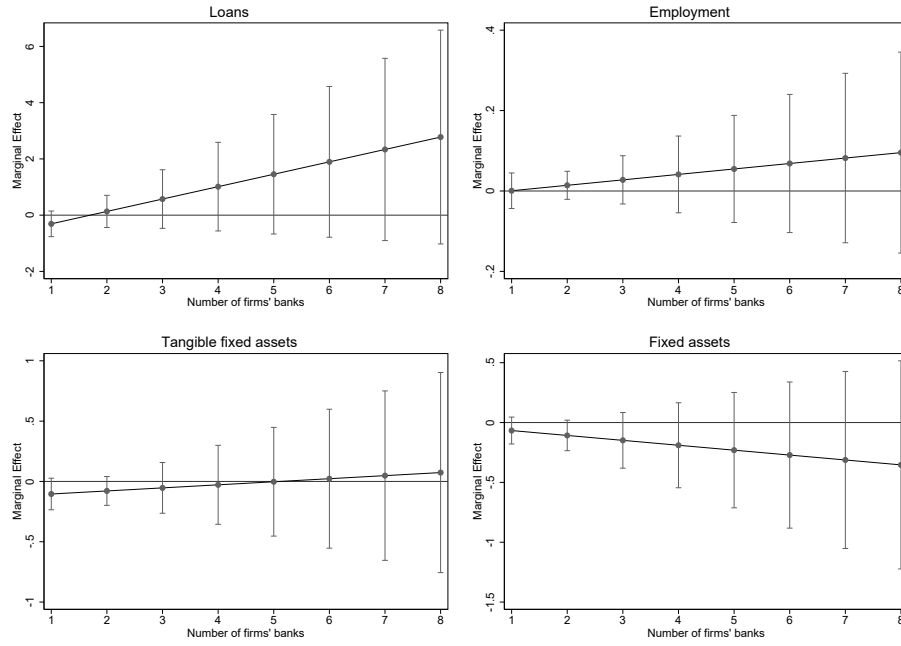 Loans
Marginal Effect
6
4
2
0
-2
1 2 3 4 5 6 7 8
Number of firms' banks
Employment
Marginal Effect
.4
.2
0
-.2
1 2 3 4 5 6 7 8
Number of firms' banks
Tangible fixed assets
Marginal Effect
1
.5
0
-.5
-1
1 2 3 4 5 6 7 8
Number of firms' banks
Fixed assets
Marginal Effect
.5
0
-.5
-1
-1.5
1 2 3 4 5 6 7 8
Number of firms' banks